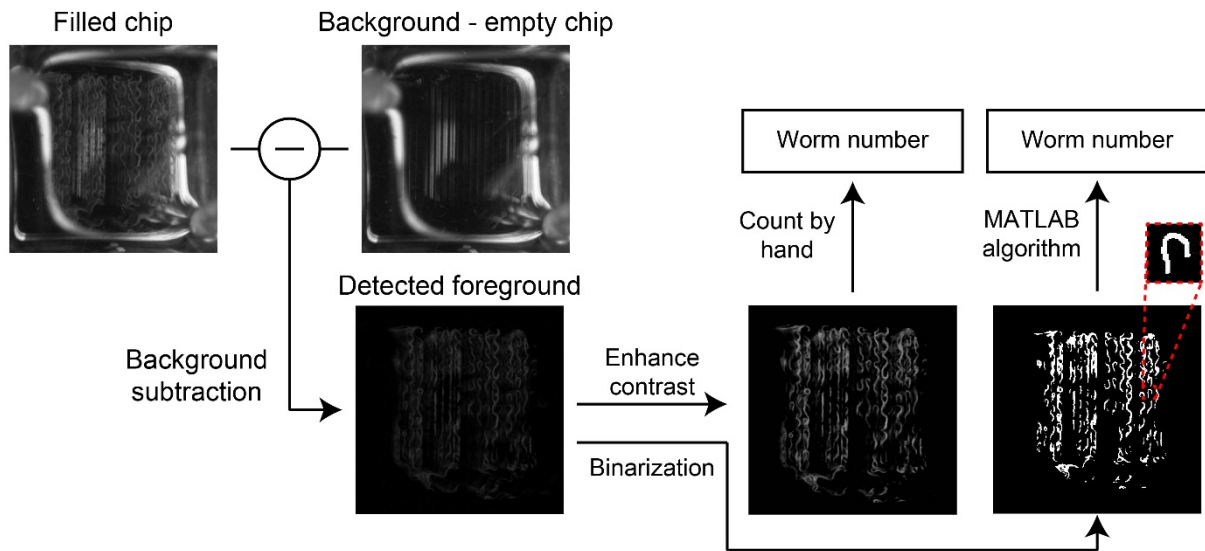 Filled chip
Background - empty chip
Worm number
Worm number
Count by
hand
MATLAB
algorithm
Detected foreground
Background
subtraction
Enhance
contrast
Binarization